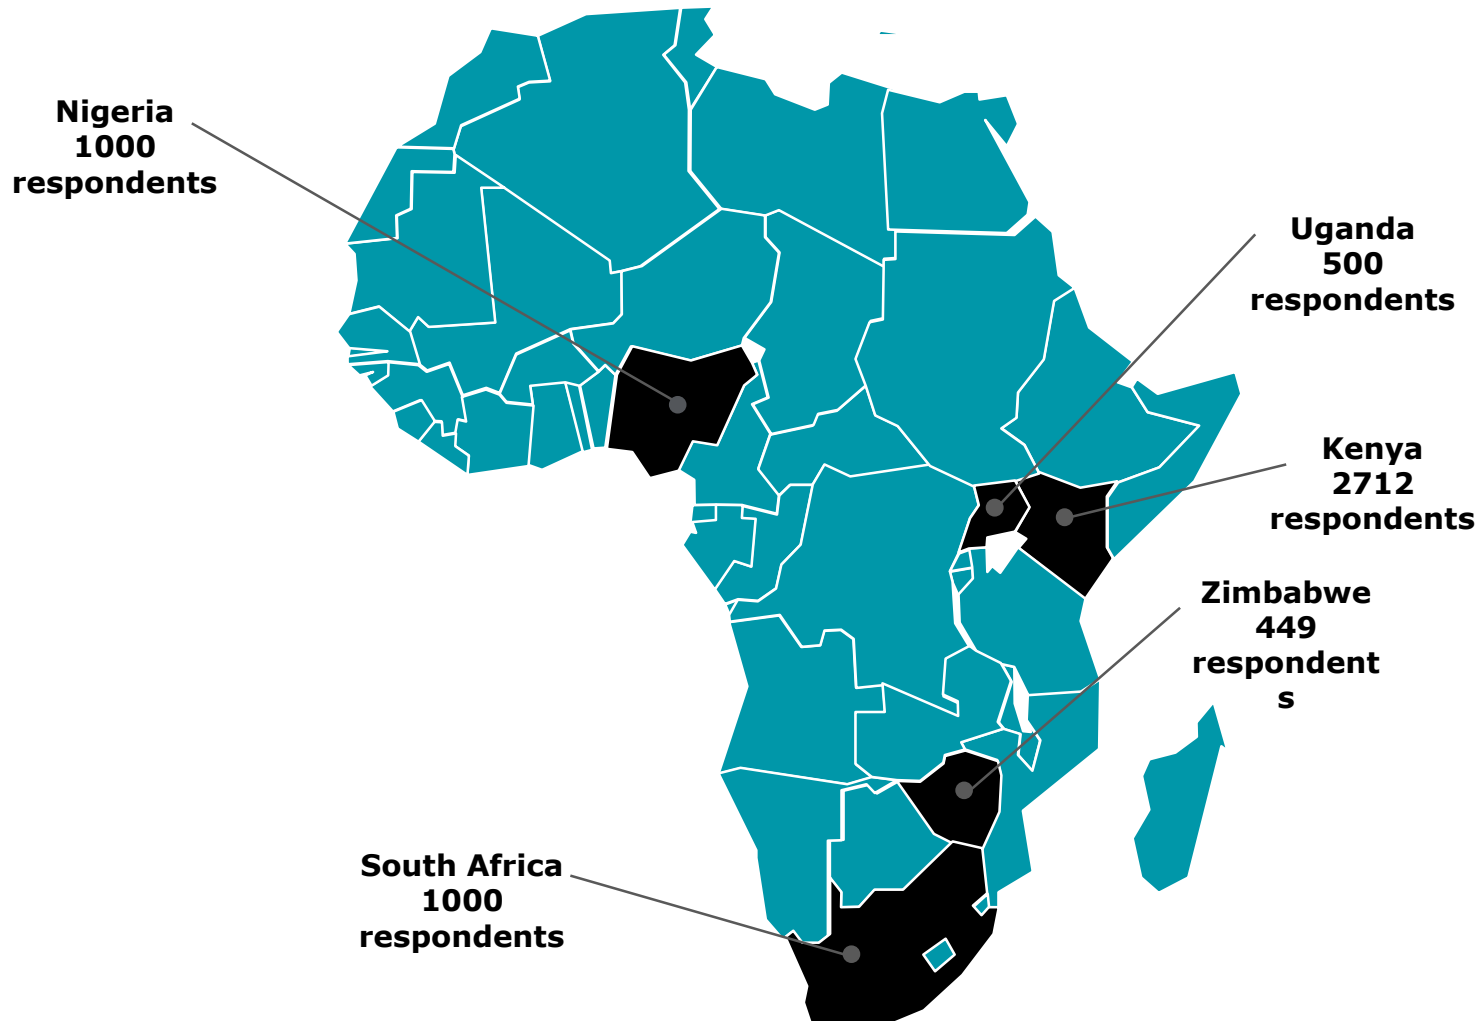 Nigeria
1000
respondents
Uganda
500
respondents
Kenya
2712
respondents
Zimbabwe
449
respondent
s
South Africa
1000
respondents